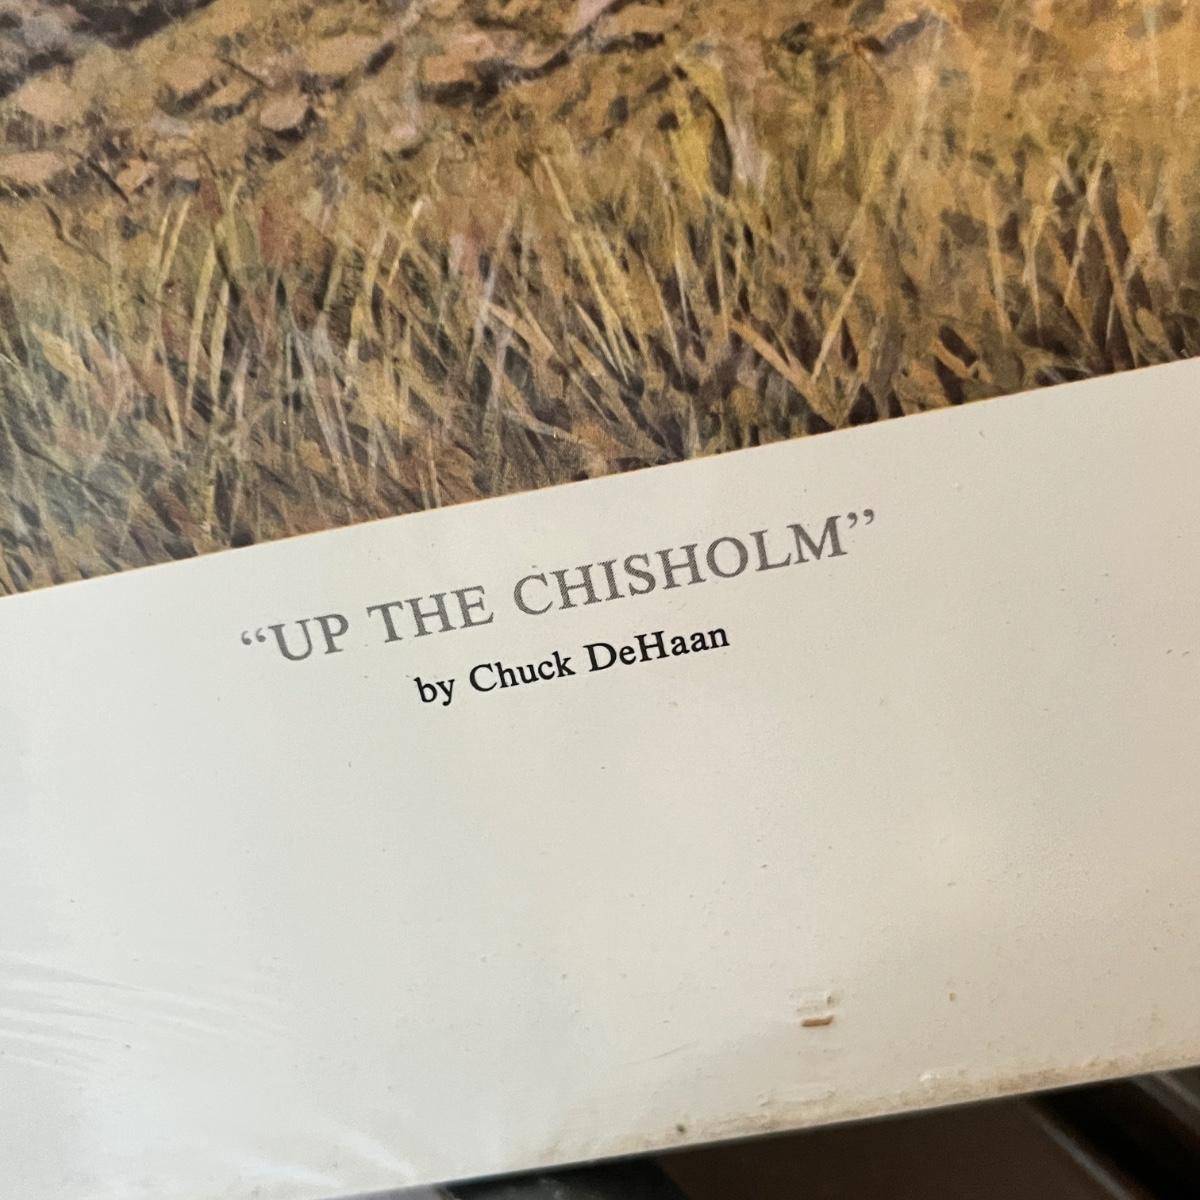 “UP THE CHISHOLM”
by Chuck DeHaan